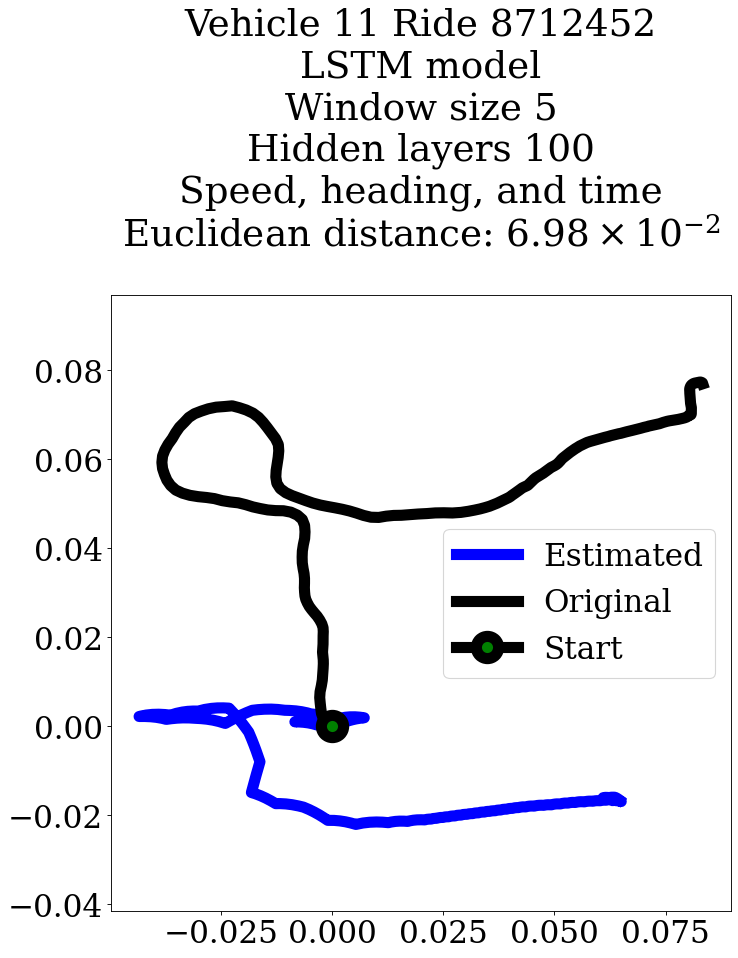 Vehicle 11 Ride 8712452
LSTM model
Window size 5
Hidden layers 100
Speed, heading, and time
Euclidean distance: 6.98 × 10⁻²
0.08
0.06
0.04
0.02
0.00
−0.02
−0.04
Estimated
Original
Start
−0.025 0.000 0.025 0.050 0.075